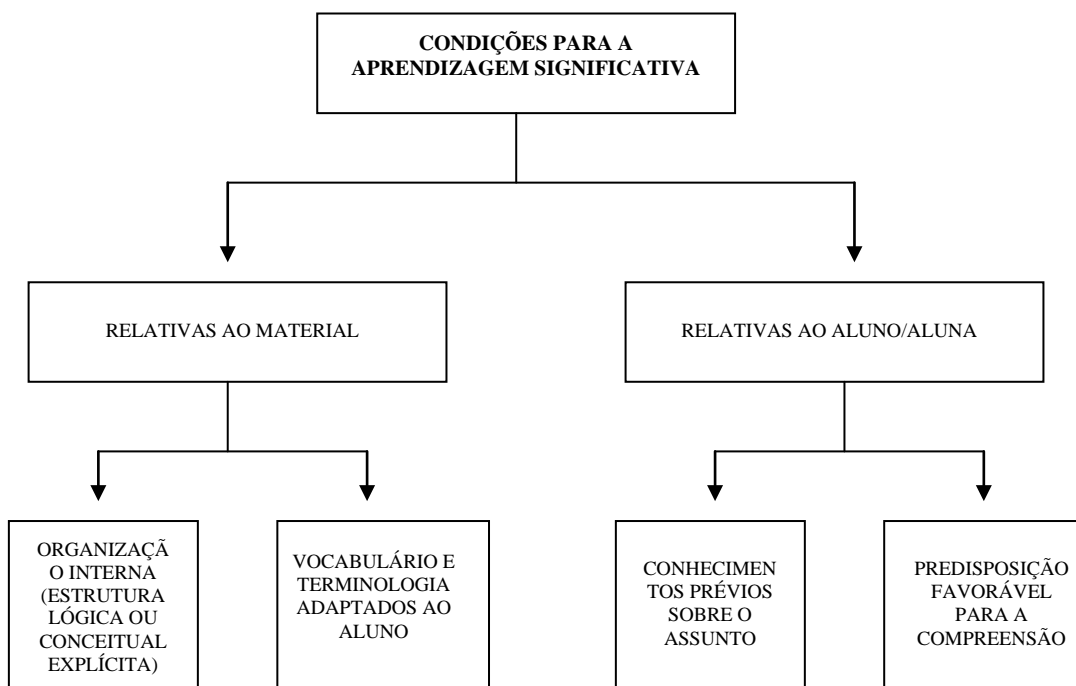 CONDIÇÕES PARA A
APRENDIZAGEM SIGNIFICATIVA
RELATIVAS AO MATERIAL
RELATIVAS AO ALUNO/ALUNA
ORGANIZAÇÃ
O INTERNA
(ESTRUTURA
LÓGICA OU
CONCEITUAL
EXPLÍCITA)
VOCABULÁRIO E
TERMINOLOGIA
ADAPTADOS AO
ALUNO
CONHECIMEN
TOS PRÉVIOS
SOBRE O
ASSUNTO
PREDISPOSIÇÃO
FAVORÁVEL
PARA A
COMPREENSÃO